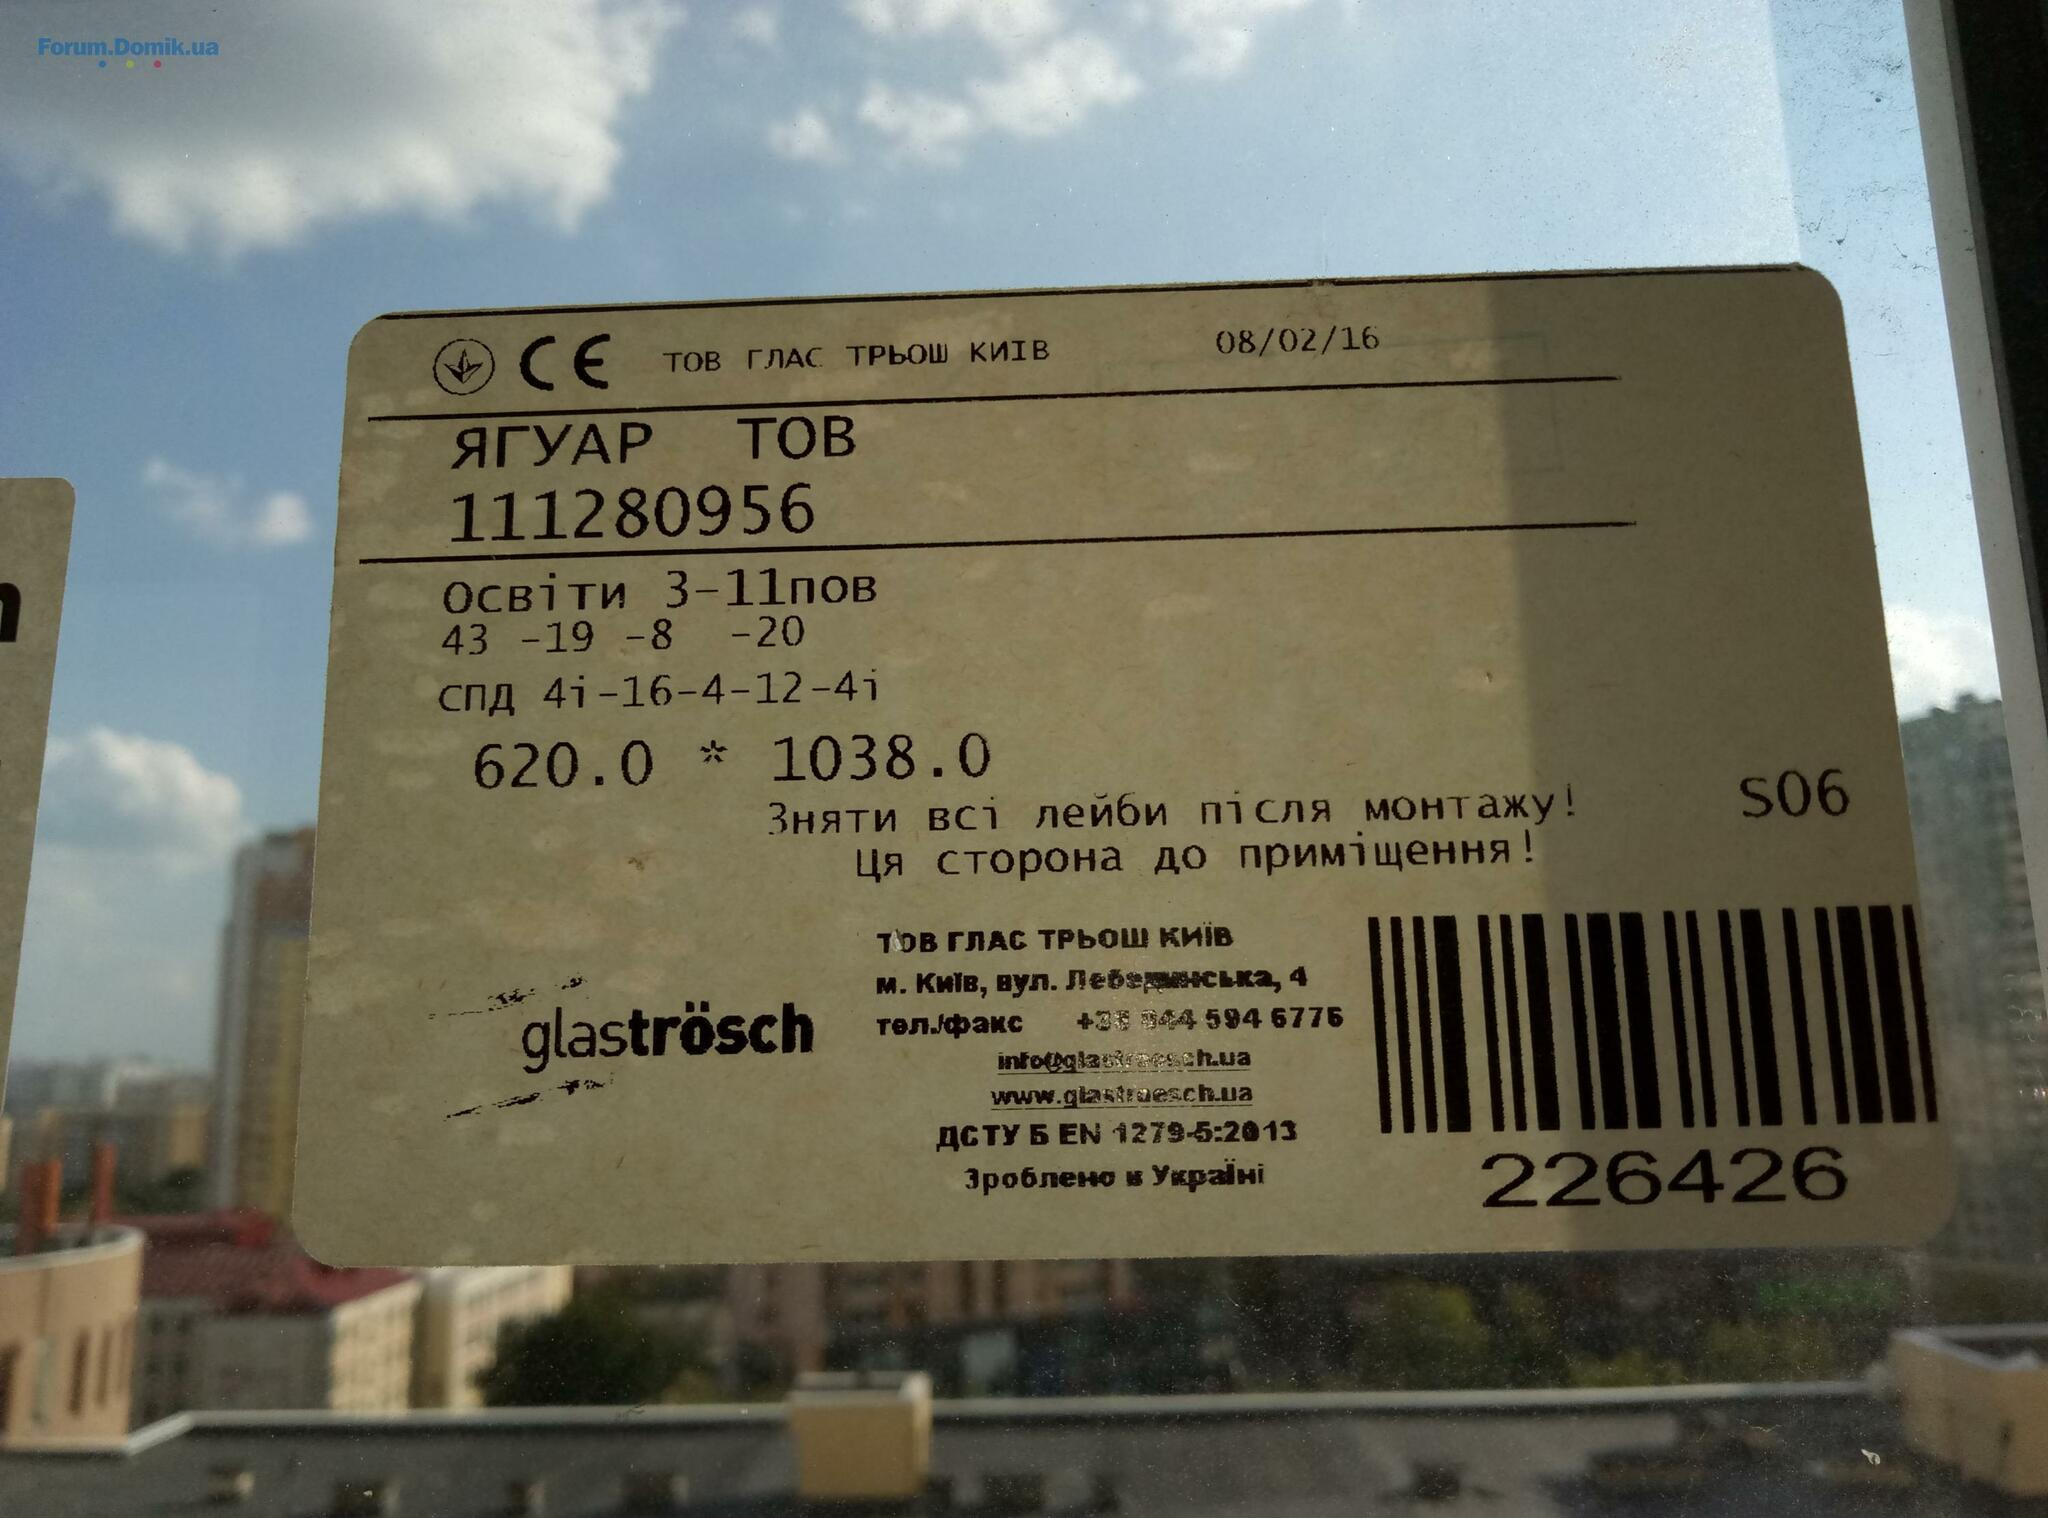 Forum.Domik.ua
CE ТОВ ГЛАС ТРЬОШ КИІВ 08/02/16
ЯГУАР ТОВ
111280956
Освіти 3-11пов
43 -19 -8 -20
СПД 4і-16-4-12-4і
620.0 * 1038.0
Зняти всі лейби після монтажу!
S06
Ця сторона до приміщення!
glaströsch
ТОВ ГЛАС ТРЬОШ КИЇВ
м. Київ, вул. Лебединська, 4
тел./факс +38 044 594 6776
info@glastroesch.ua
www.glastroesch.ua
ДСТУ Б EN 1279-5:2013
Зроблено в Україні
226426